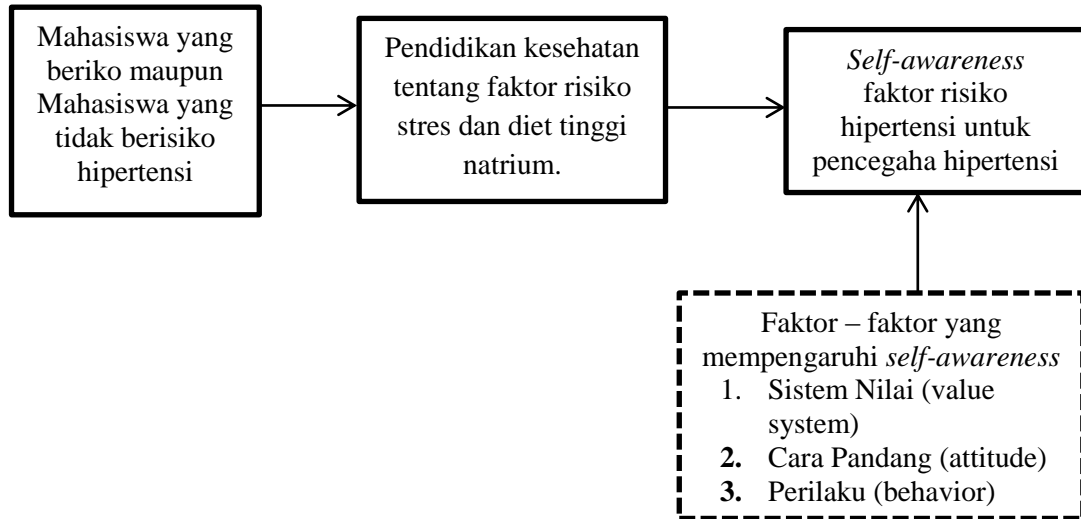 Mahasiswa yang
beriko maupun
Mahasiswa yang
tidak berisiko
hipertensi
Pendidikan kesehatan
tentang faktor risiko
stres dan diet tinggi
natrium.
Self-awareness
faktor risiko
hipertensi untuk
pencegaha hipertensi
Faktor – faktor yang
mempengaruhi self-awareness
1. Sistem Nilai (value
system)
2. Cara Pandang (attitude)
3. Perilaku (behavior)